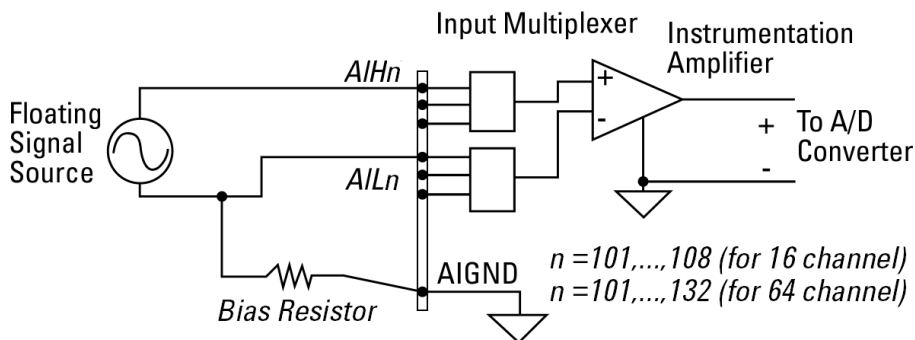 Input Multiplexer
Instrumentation
Amplifier
AIHn
Floating
Signal
Source
+
-
+
To A/D
Converter
-
AILn
AIGND
n =101,...,108 (for 16 channel)
n =101,...,132 (for 64 channel)
Bias Resistor